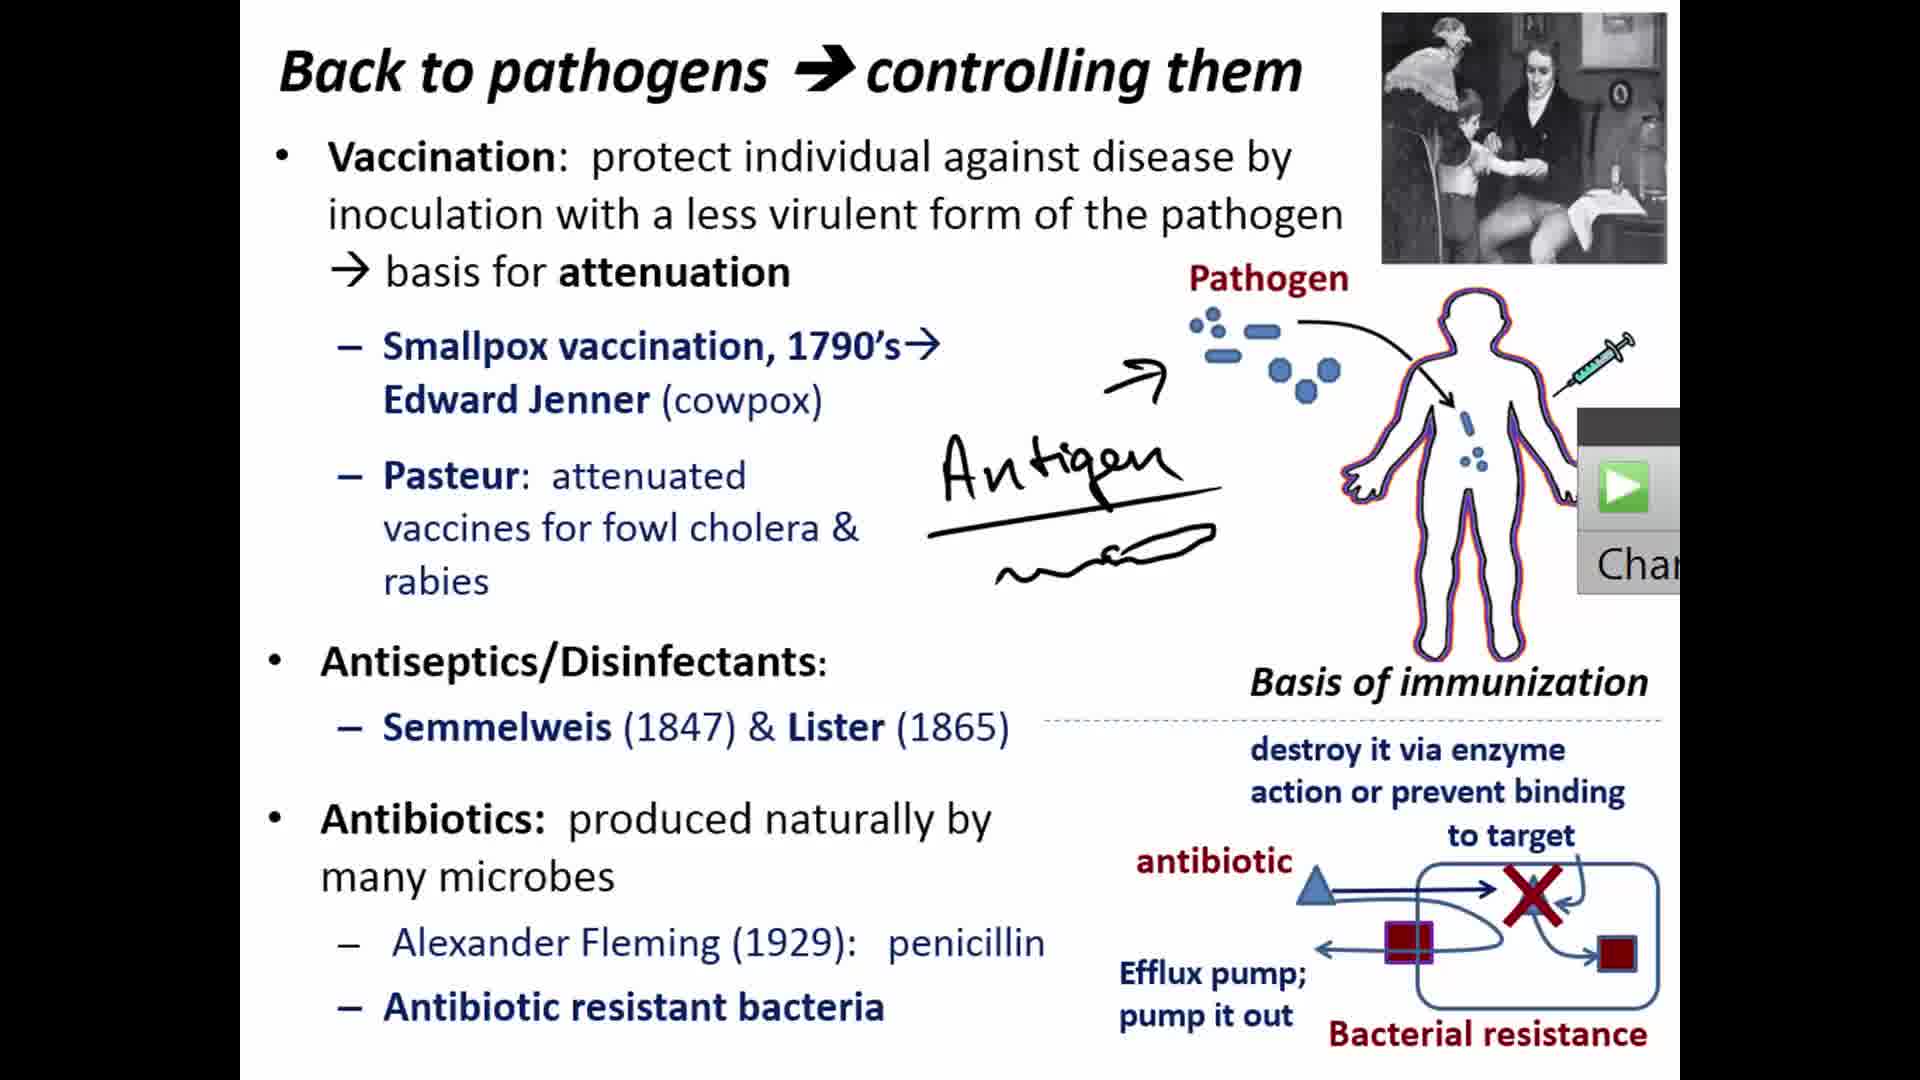 Back to pathogens → controlling them
• Vaccination: protect individual against disease by
inoculation with a less virulent form of the pathogen
→ basis for attenuation
– Smallpox vaccination, 1790’s→
Edward Jenner (cowpox)
– Pasteur: attenuated
vaccines for fowl cholera &
rabies
• Antiseptics/Disinfectants:
– Semmelweis (1847) & Lister (1865)
• Antibiotics: produced naturally by
many microbes
– Alexander Fleming (1929): penicillin
– Antibiotic resistant bacteria
Pathogen
Antigen
Char
Basis of immunization
destroy it via enzyme
action or prevent binding
to target
antibiotic
Efflux pump;
pump it out
Bacterial resistance